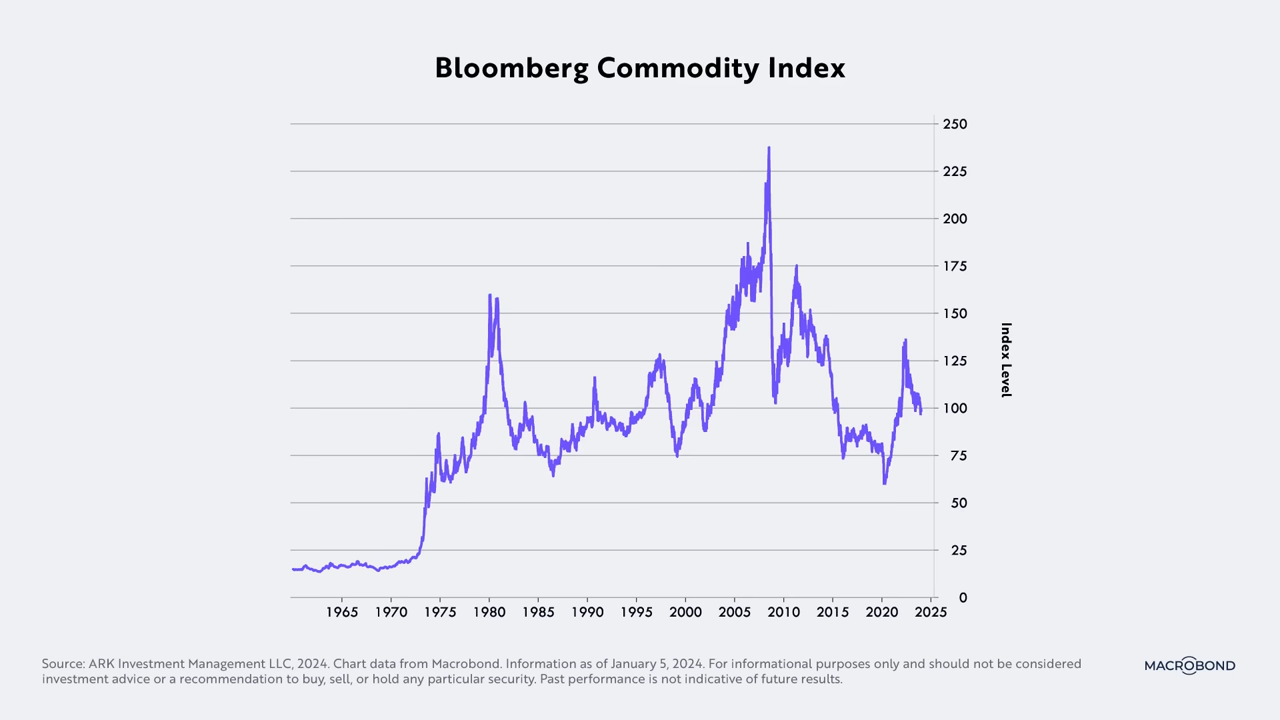 Bloomberg Commodity Index
250
225
200
175
150
125
100
75
50
25
0
Index Level
1965 1970 1975 1980 1985 1990 1995 2000 2005 2010 2015 2020 2025
Source: ARK Investment Management LLC, 2024. Chart data from Macrobond. Information as of January 5, 2024. For informational purposes only and should not be considered
investment advice or a recommendation to buy, sell, or hold any particular security. Past performance is not indicative of future results.
MACROBOND